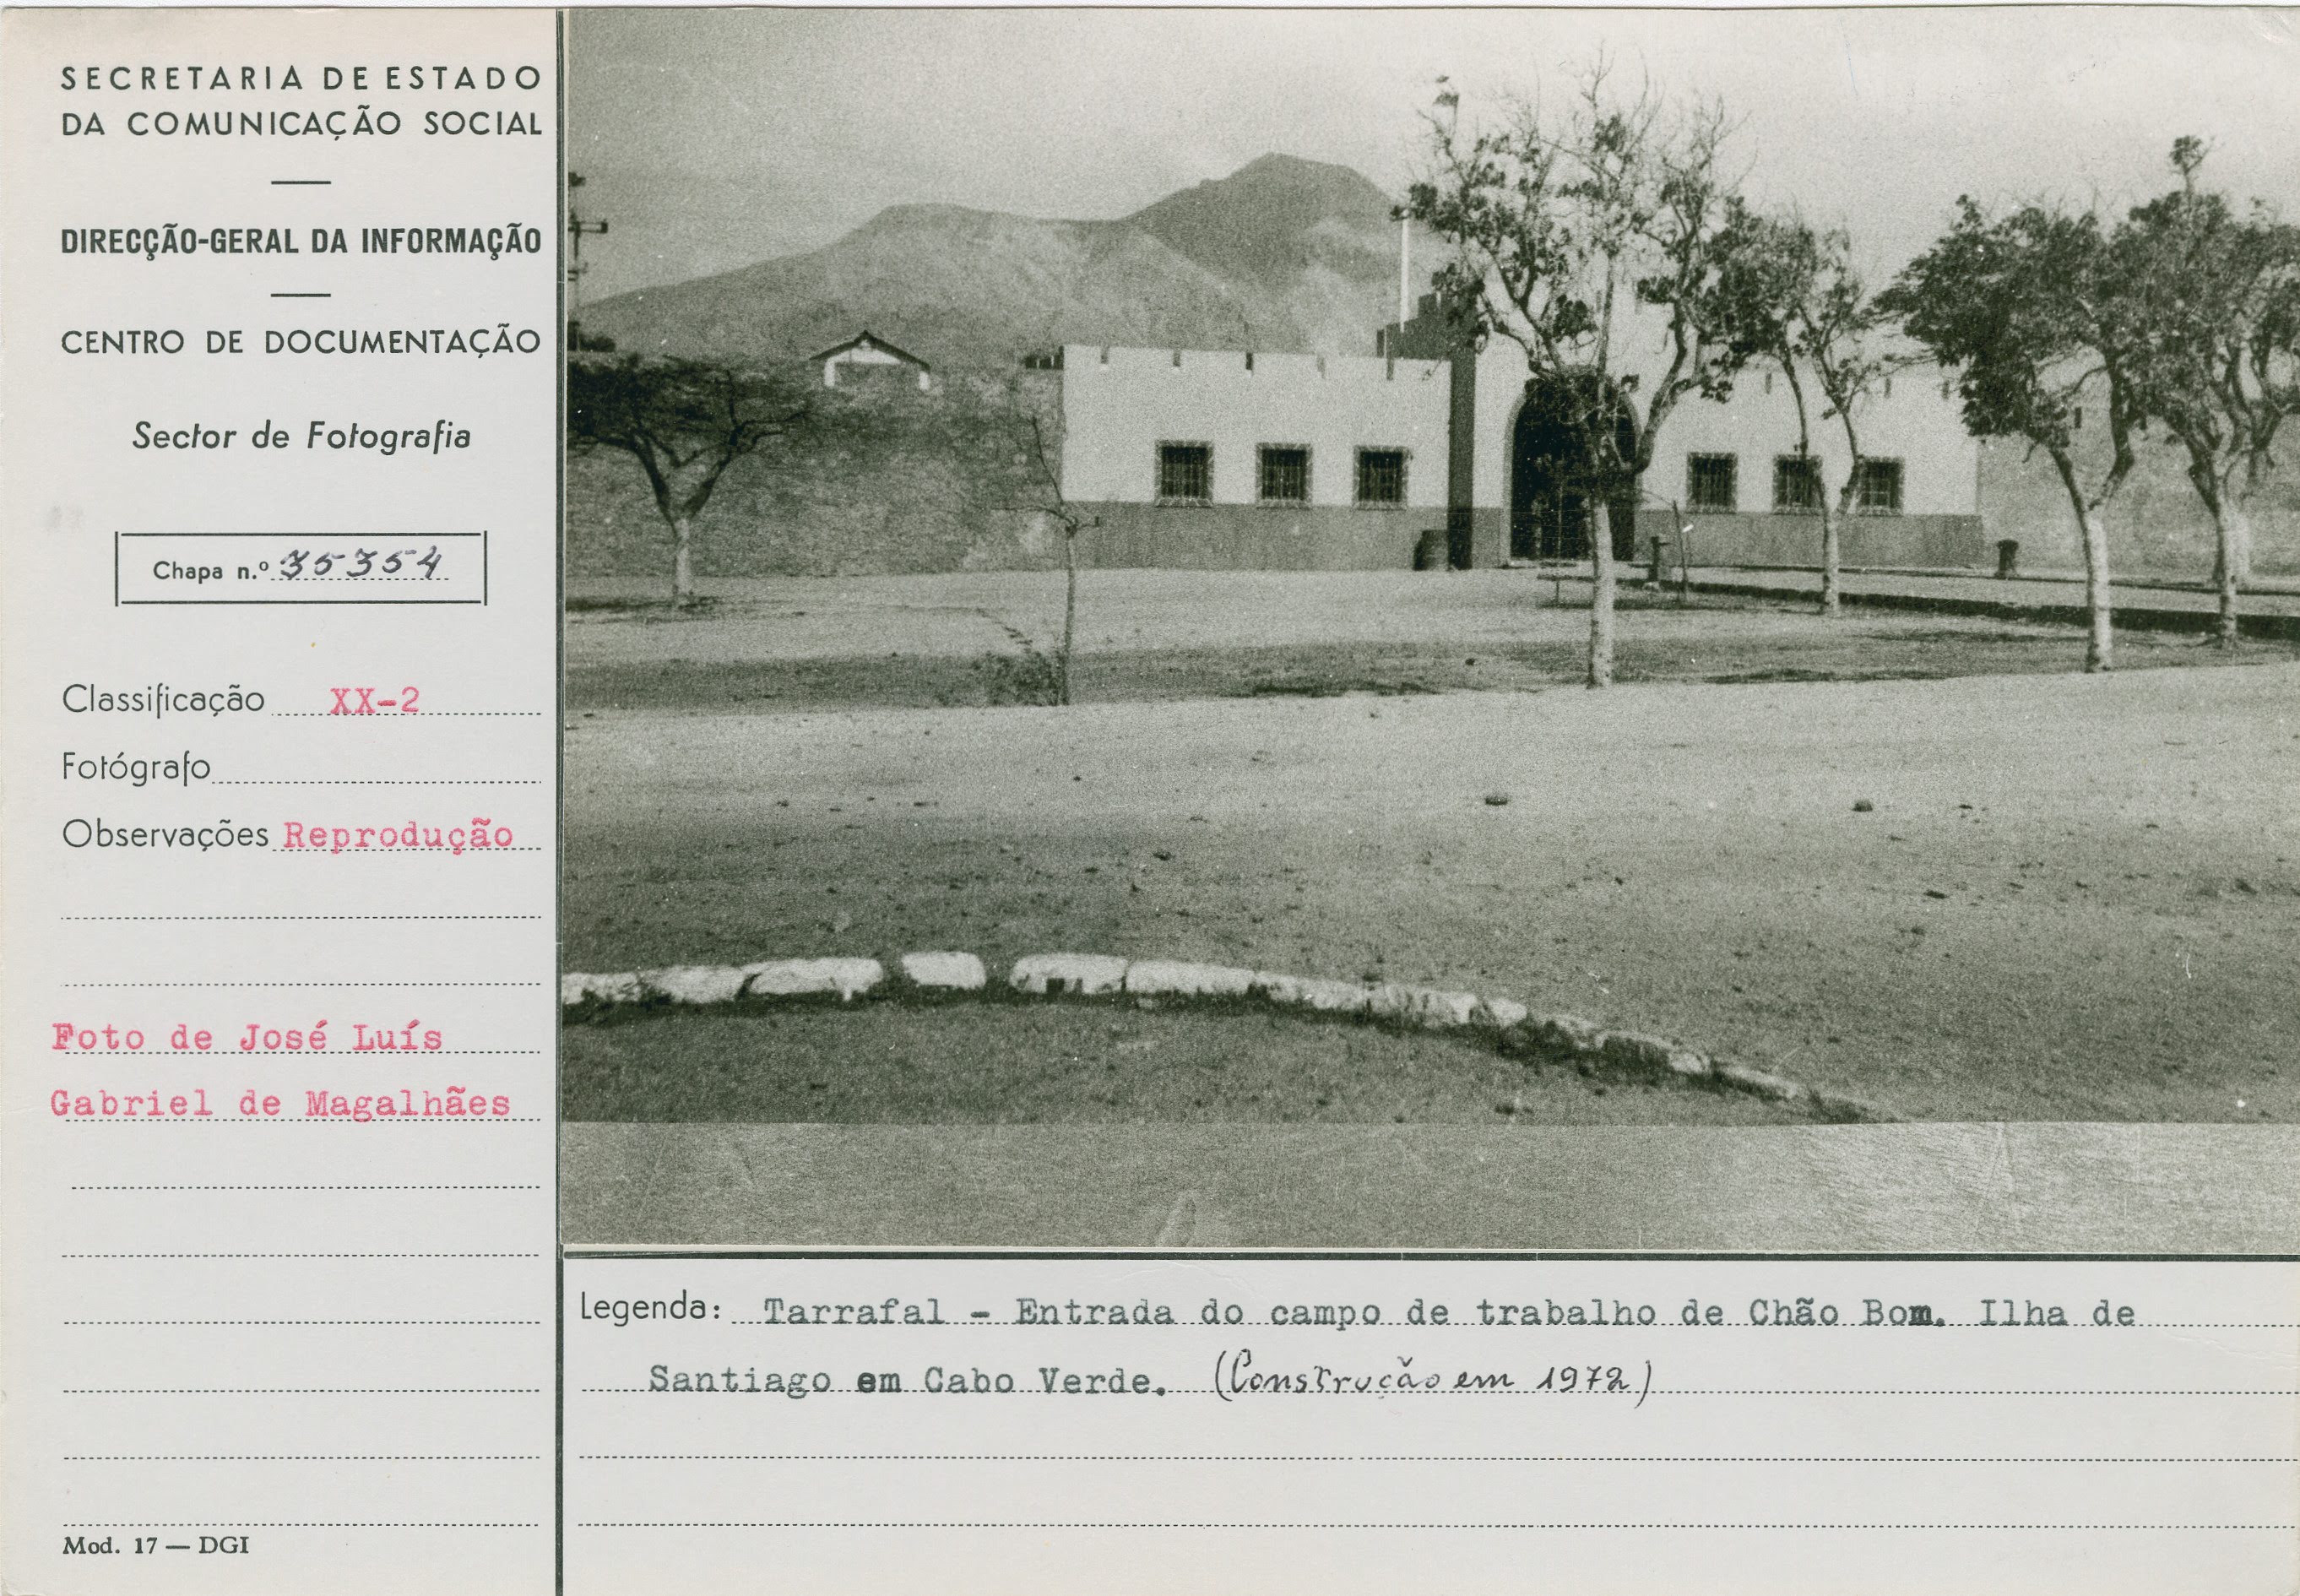 SECRETARIA DE ESTADO
DA COMUNICAÇÃO SOCIAL
DIRECÇÃO-GERAL DA INFORMAÇÃO
CENTRO DE DOCUMENTAÇÃO
Sector de Fotografia
Chapa n.º 35354
Classificação XX-2
Fotógrafo
Observações Reprodução
Foto de José Luís
Gabriel de Magalhães
Mod. 17 — DGI
Legenda: Tarrafal - Entrada do campo de trabalho de Chão Bom. Ilha de
Santiago em Cabo Verde. (Construção em 1972)